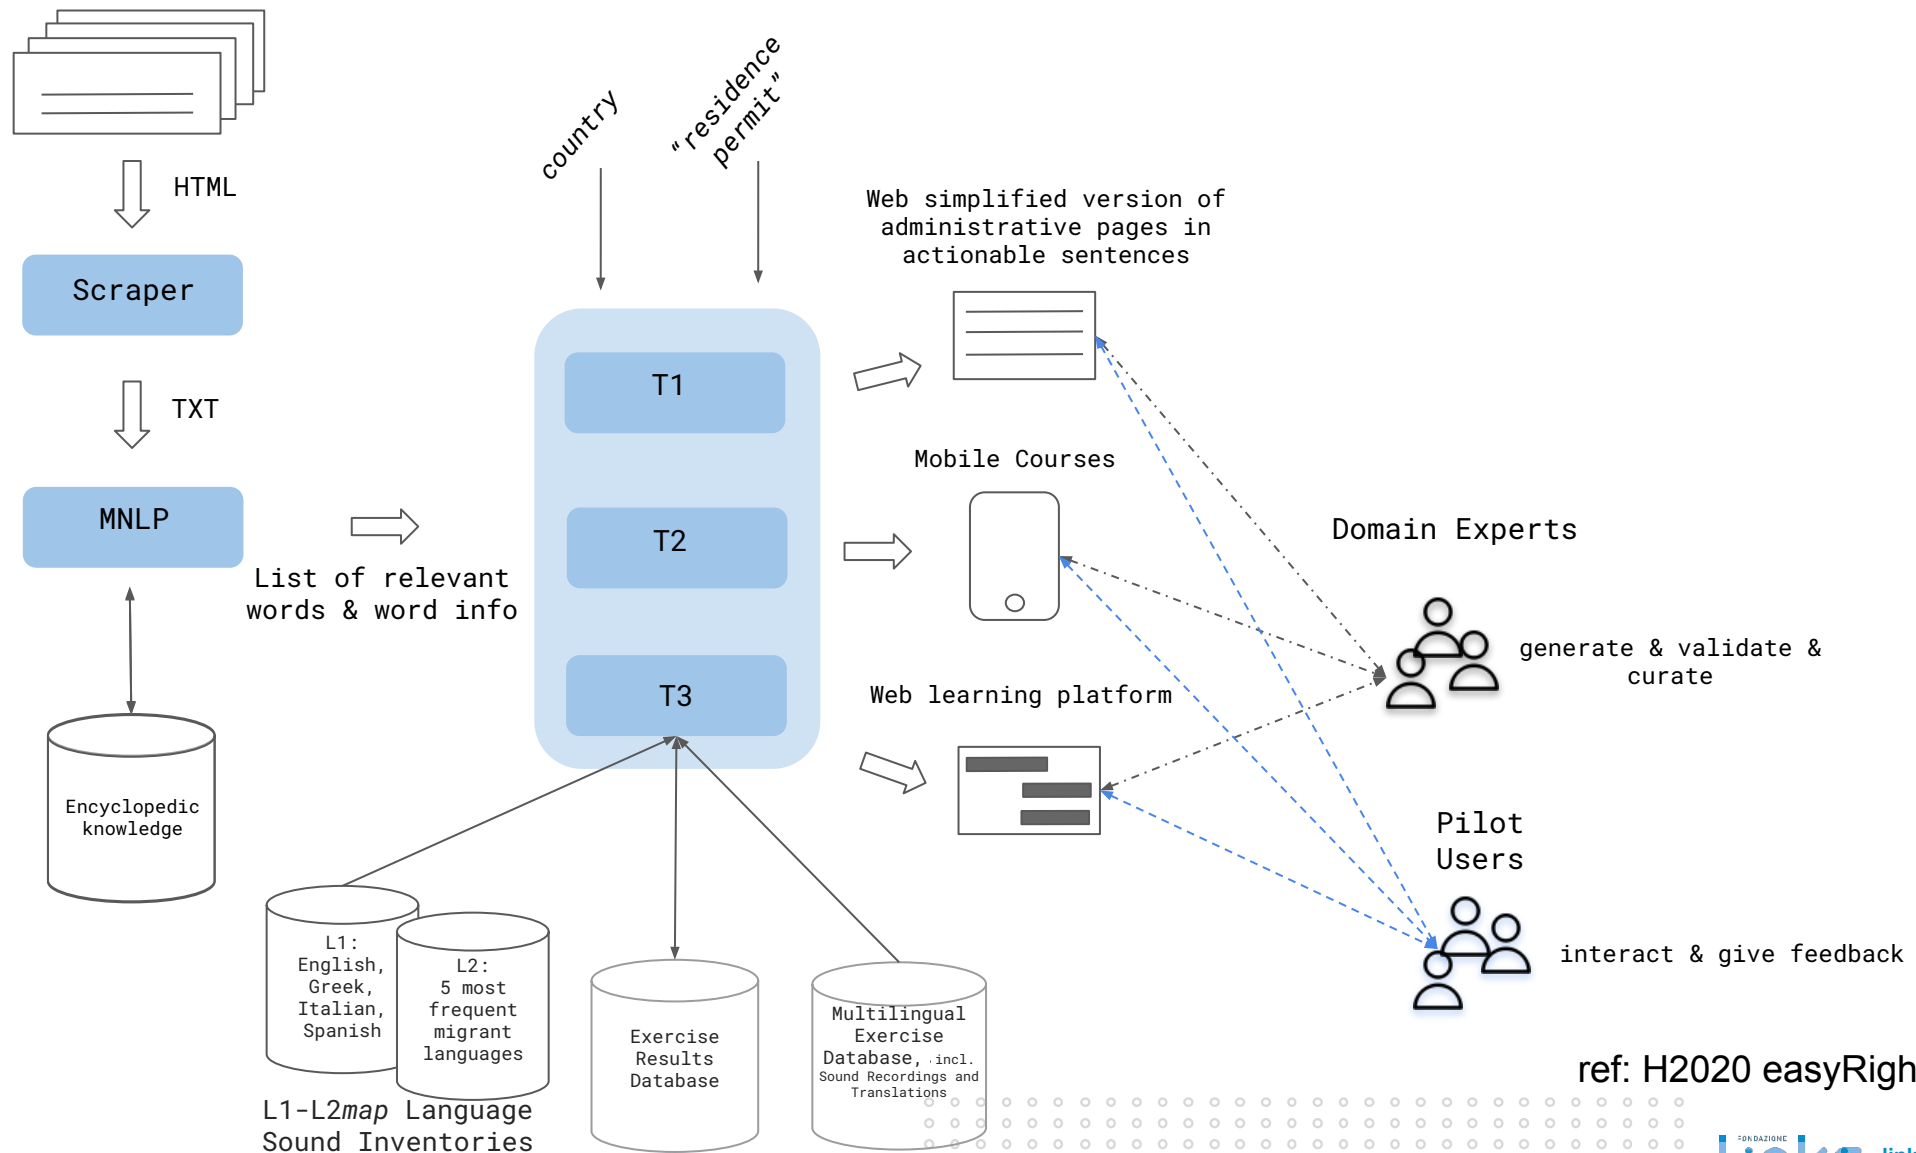 HTML
Scraper
TXT
MNLP
List of relevant
words & word info
Encyclopedic
knowledge
country
"residence
permit"
T1
T2
T3
Web simplified version of
administrative pages in
actionable sentences
Mobile Courses
Web learning platform
Domain Experts
generate & validate &
curate
Pilot
Users
interact & give feedback
L1:
English,
Greek,
Italian,
Spanish
L2:
5 most
frequent
migrant
languages
L1-L2map Language
Sound Inventories
Exercise
Results
Database
Multilingual
Exercise
Database, incl.
Sound Recordings and
Translations
ref: H2020 easyRigh
FONDAZIONE